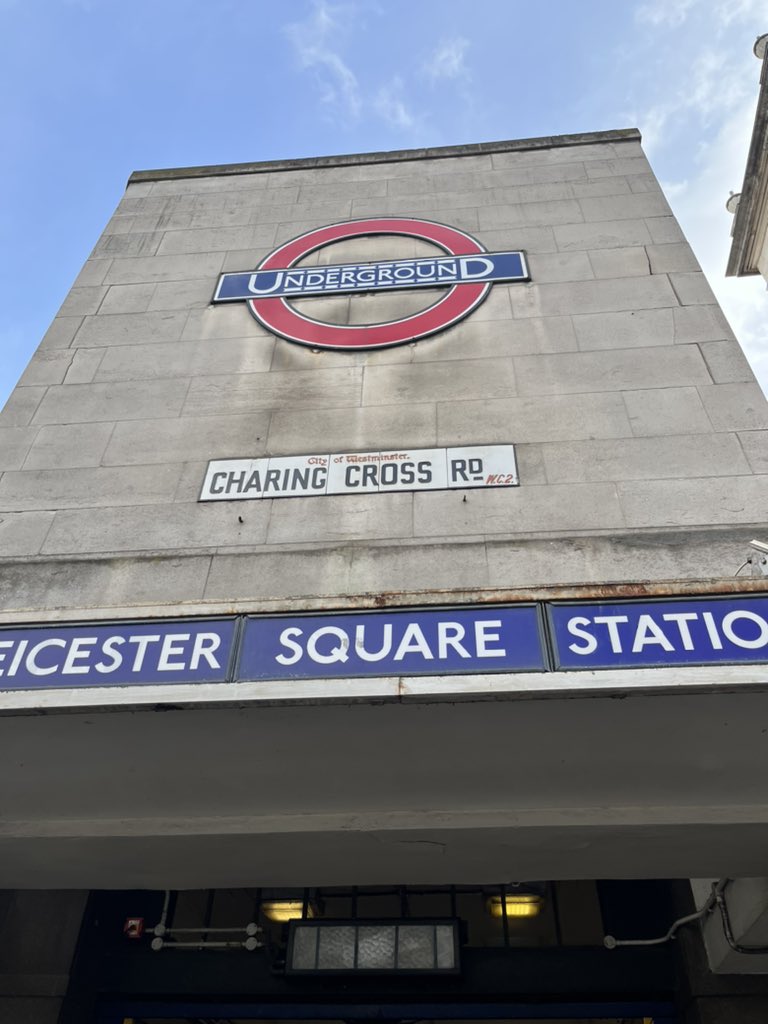 UNDERGROUND
City of Westminster.
CHARING CROSS RD W.C.2.
EICESTER SQUARE STATIO